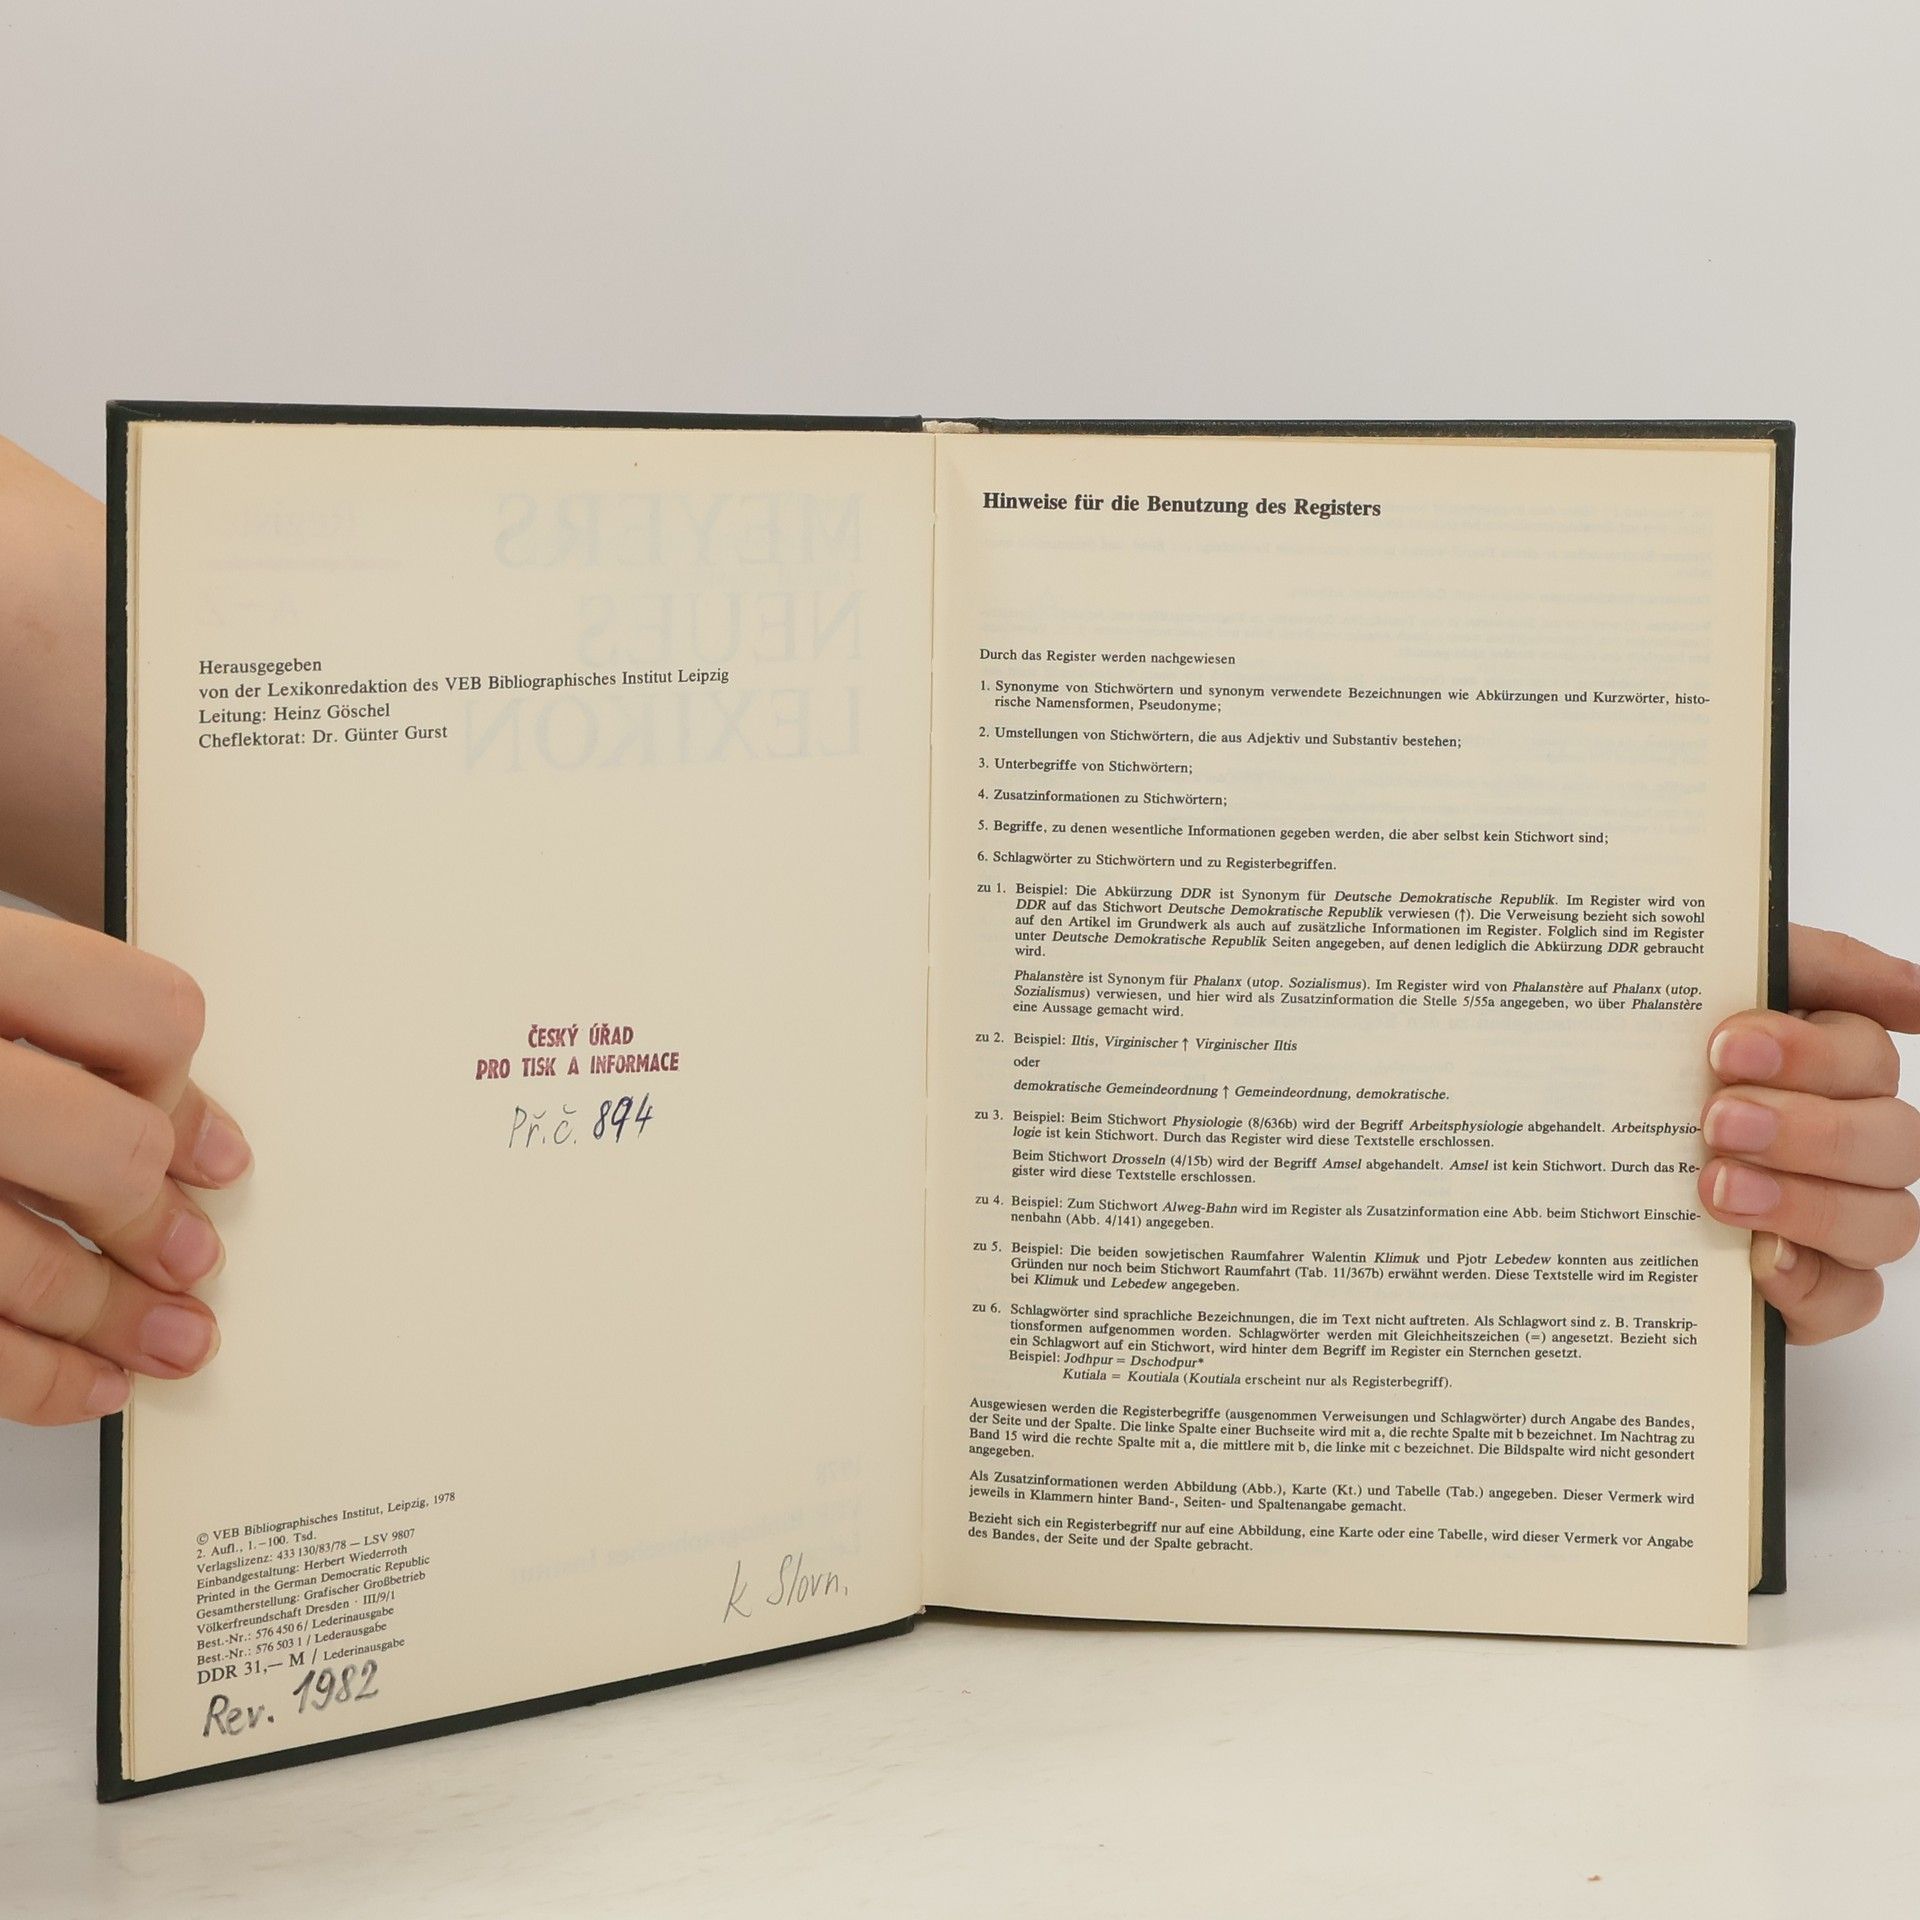 Herausgegeben
von der Lexikonredaktion des VEB Bibliographisches Institut Leipzig
Leitung: Heinz Göschel
Cheflektorat: Dr. Günter Gurst
ČESKÝ ÚŘAD
PRO TISK A INFORMACE
Př.č. 894
© VEB Bibliographisches Institut, Leipzig, 1978
2. Aufl., 1.–100. Tsd.
Verlagslizenz: 433 130/83/78 — LSV 9807
Einbandgestaltung: Herbert Wiederroth
Printed in the German Democratic Republic
Gesamtherstellung: Grafischer Großbetrieb
Völkerfreundschaft Dresden · III/9/1
Best.-Nr.: 576 450 6/ Lederinausgabe
Best.-Nr.: 576 503 1 / Lederausgabe
DDR 31,— M / Lederinausgabe
Rev. 1982
k Slovn.
Hinweise für die Benutzung des Registers
Durch das Register werden nachgewiesen
1. Synonyme von Stichwörtern und synonym verwendete Bezeichnungen wie Abkürzungen und Kurzwörter, histo-
rische Namensformen, Pseudonyme;
2. Umstellungen von Stichwörtern, die aus Adjektiv und Substantiv bestehen;
3. Unterbegriffe von Stichwörtern;
4. Zusatzinformationen zu Stichwörtern;
5. Begriffe, zu denen wesentliche Informationen gegeben werden, die aber selbst kein Stichwort sind;
6. Schlagwörter zu Stichwörtern und zu Registerbegriffen.
zu 1. Beispiel: Die Abkürzung DDR ist Synonym für Deutsche Demokratische Republik. Im Register wird von
DDR auf das Stichwort Deutsche Demokratische Republik verwiesen (↑). Die Verweisung bezieht sich sowohl
auf den Artikel im Grundwerk als auch auf zusätzliche Informationen im Register. Folglich sind im Register
unter Deutsche Demokratische Republik Seiten angegeben, auf denen lediglich die Abkürzung DDR gebraucht
wird.
Phalanstère ist Synonym für Phalanx (utop. Sozialismus). Im Register wird von Phalanstère auf Phalanx (utop.
Sozialismus) verwiesen, und hier wird als Zusatzinformation die Stelle 5/55a angegeben, wo über Phalanstère
eine Aussage gemacht wird.
zu 2. Beispiel: Iltis, Virginischer ↑ Virginischer Iltis
oder
demokratische Gemeindeordnung ↑ Gemeindeordnung, demokratische.
zu 3. Beispiel: Beim Stichwort Physiologie (8/636b) wird der Begriff Arbeitsphysiologie abgehandelt. Arbeitsphysio-
logie ist kein Stichwort. Durch das Register wird diese Textstelle erschlossen.
Beim Stichwort Drosseln (4/15b) wird der Begriff Amsel abgehandelt. Amsel ist kein Stichwort. Durch das Re-
gister wird diese Textstelle erschlossen.
zu 4. Beispiel: Zum Stichwort Alweg-Bahn wird im Register als Zusatzinformation eine Abb. beim Stichwort Einschie-
nenbahn (Abb. 4/141) angegeben.
zu 5. Beispiel: Die beiden sowjetischen Raumfahrer Walentin Klimuk und Pjotr Lebedew konnten aus zeitlichen
Gründen nur noch beim Stichwort Raumfahrt (Tab. 11/367b) erwähnt werden. Diese Textstelle wird im Register
bei Klimuk und Lebedew angegeben.
zu 6. Schlagwörter sind sprachliche Bezeichnungen, die im Text nicht auftreten. Als Schlagwort sind z. B. Transkrip-
tionsformen aufgenommen worden. Schlagwörter werden mit Gleichheitszeichen (=) angesetzt. Bezieht sich
ein Schlagwort auf ein Stichwort, wird hinter dem Begriff im Register ein Sternchen gesetzt.
Beispiel: Jodhpur = Dschodpur*
Kutiala = Koutiala (Koutiala erscheint nur als Registerbegriff).
Ausgewiesen werden die Registerbegriffe (ausgenommen Verweisungen und Schlagwörter) durch Angabe des Bandes,
der Seite und der Spalte. Die linke Spalte einer Buchseite wird mit a, die rechte Spalte mit b bezeichnet. Im Nachtrag zu
Band 15 wird die rechte Spalte mit a, die mittlere mit b, die linke mit c bezeichnet. Die Bildspalte wird nicht gesondert
angegeben.
Als Zusatzinformationen werden Abbildung (Abb.), Karte (Kt.) und Tabelle (Tab.) angegeben. Dieser Vermerk wird
jeweils in Klammern hinter Band-, Seiten- und Spaltenangabe gemacht.
Bezieht sich ein Registerbegriff nur auf eine Abbildung, eine Karte oder eine Tabelle, wird dieser Vermerk vor Angabe
des Bandes, der Seite und der Spalte gebracht.